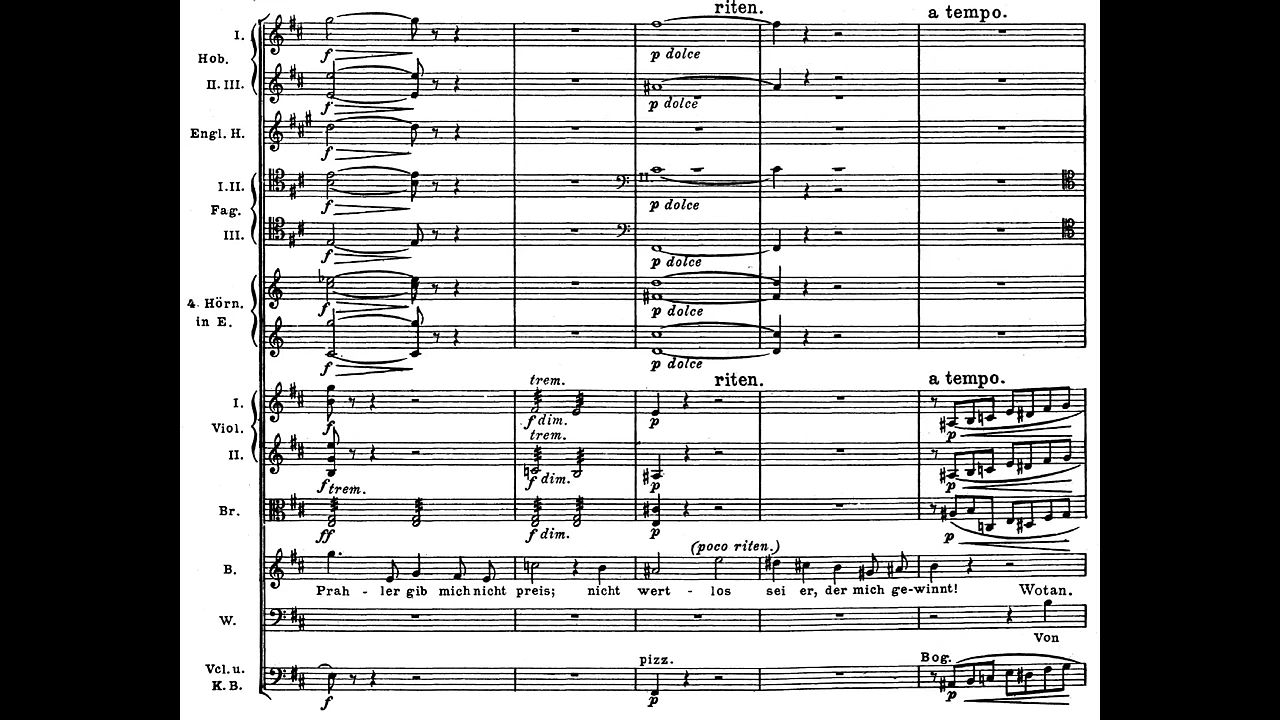 riten. a tempo.
I.
Hob. f p dolce
II. III.
f p dolce
Engl. H.
f
I. II. II.
f p dolce
Fag.
III.
f p dolce
4 Hörn. f p dolce
in E.
f p dolce
trem. riten. a tempo.
I.
Viol. f f dim. p p
trem.
II.
f trem. f dim. p p
Br.
ff f dim. p p
(poco riten.)
B.
Prah - ler gib mich nicht preis; nicht wert - los sei er, der mich ge-winnt! Wotan.
W.
Von
pizz. Bog.
Vcl. u.
K. B.
f p p